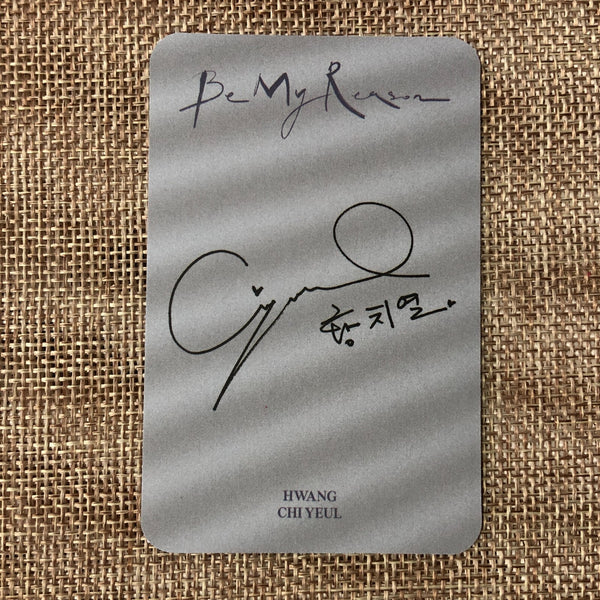 Be My Reason
황치열
HWANG
CHI YEUL